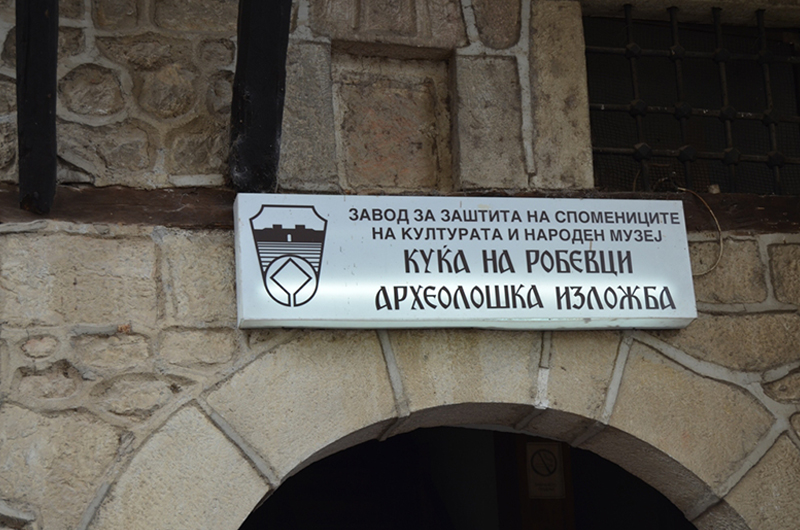 ЗАВОД ЗА ЗАШТИТА НА СПОМЕНИЦИТЕ
НА КУЛТУРАТА И НАРОДЕН МУЗЕЈ
КУЌА НА РОБЕВЦИ
АРХЕОЛОШКА ИЗЛОЖБА